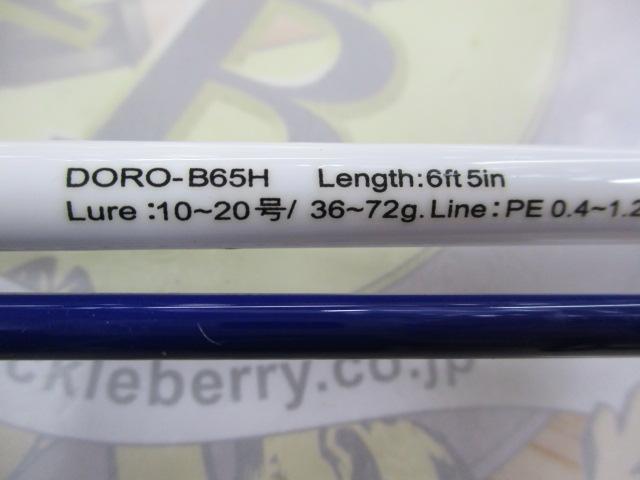 DORO-B65H Length:6ft 5in
Lure :10~20号/ 36~72g. Line : PE 0.4~1.2
ckleberry.co.jp